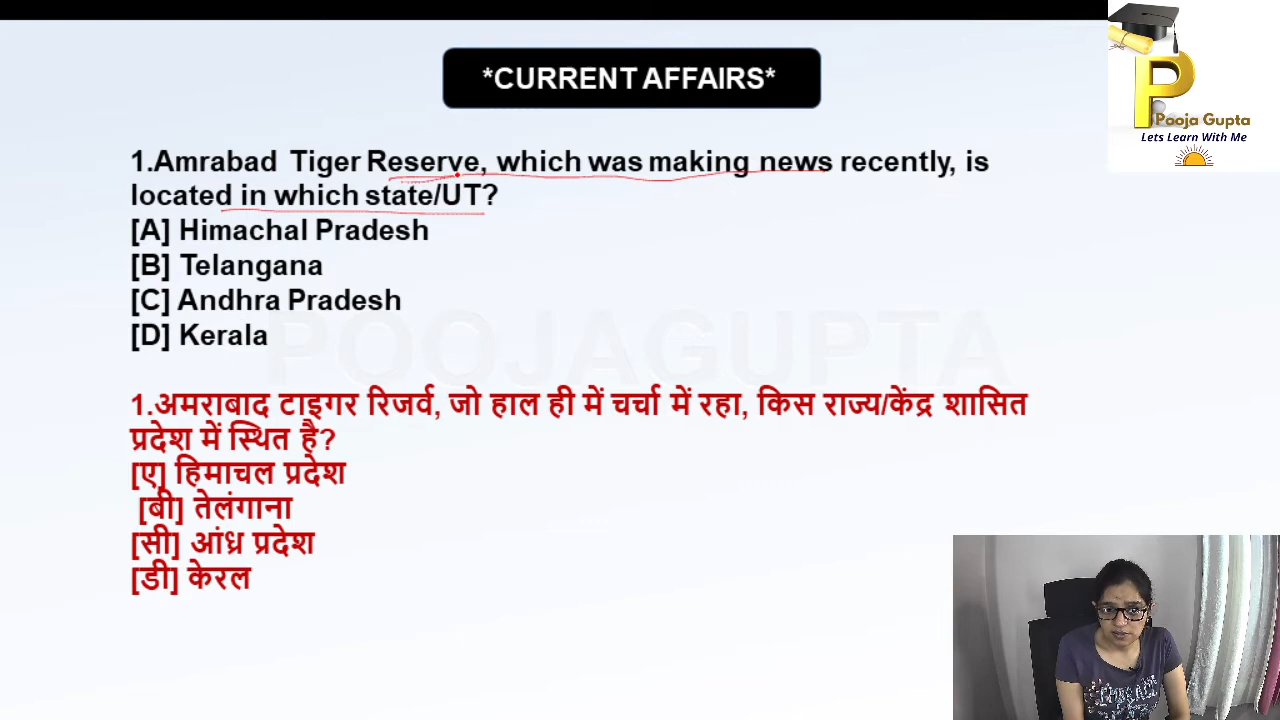 *CURRENT AFFAIRS*
Pooja Gupta
Lets Learn With Me
1.Amrabad Tiger Reserve, which was making news recently, is
located in which state/UT?
[A] Himachal Pradesh
[B] Telangana
[C] Andhra Pradesh
[D] Kerala
POOJAGUPTA
1.अमराबाद टाइगर रिजर्व, जो हाल ही में चर्चा में रहा, किस राज्य/केंद्र शासित
प्रदेश में स्थित है?
[ए] हिमाचल प्रदेश
[बी] तेलंगाना
[सी] आंध्र प्रदेश
[डी] केरल